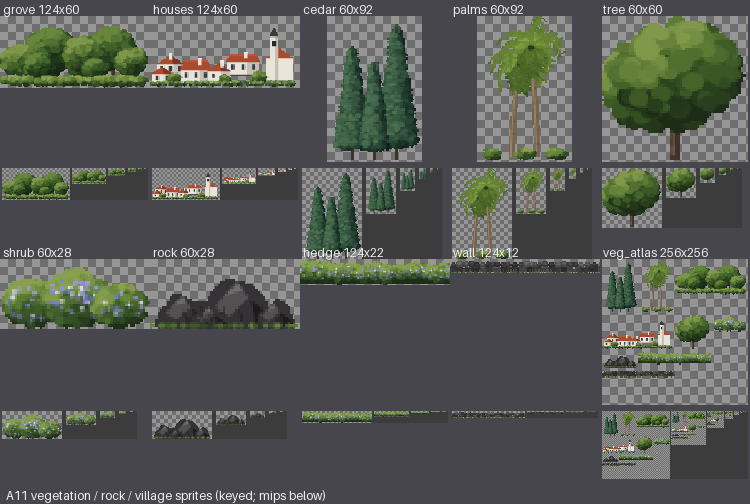 grove 124x60 houses 124x60 cedar 60x92 palms 60x92 tree 60x60
shrub 60x28 rock 60x28 hedge 124x22 wall 124x12 veg_atlas 256x256
A11 vegetation / rock / village sprites (keyed; mips below)